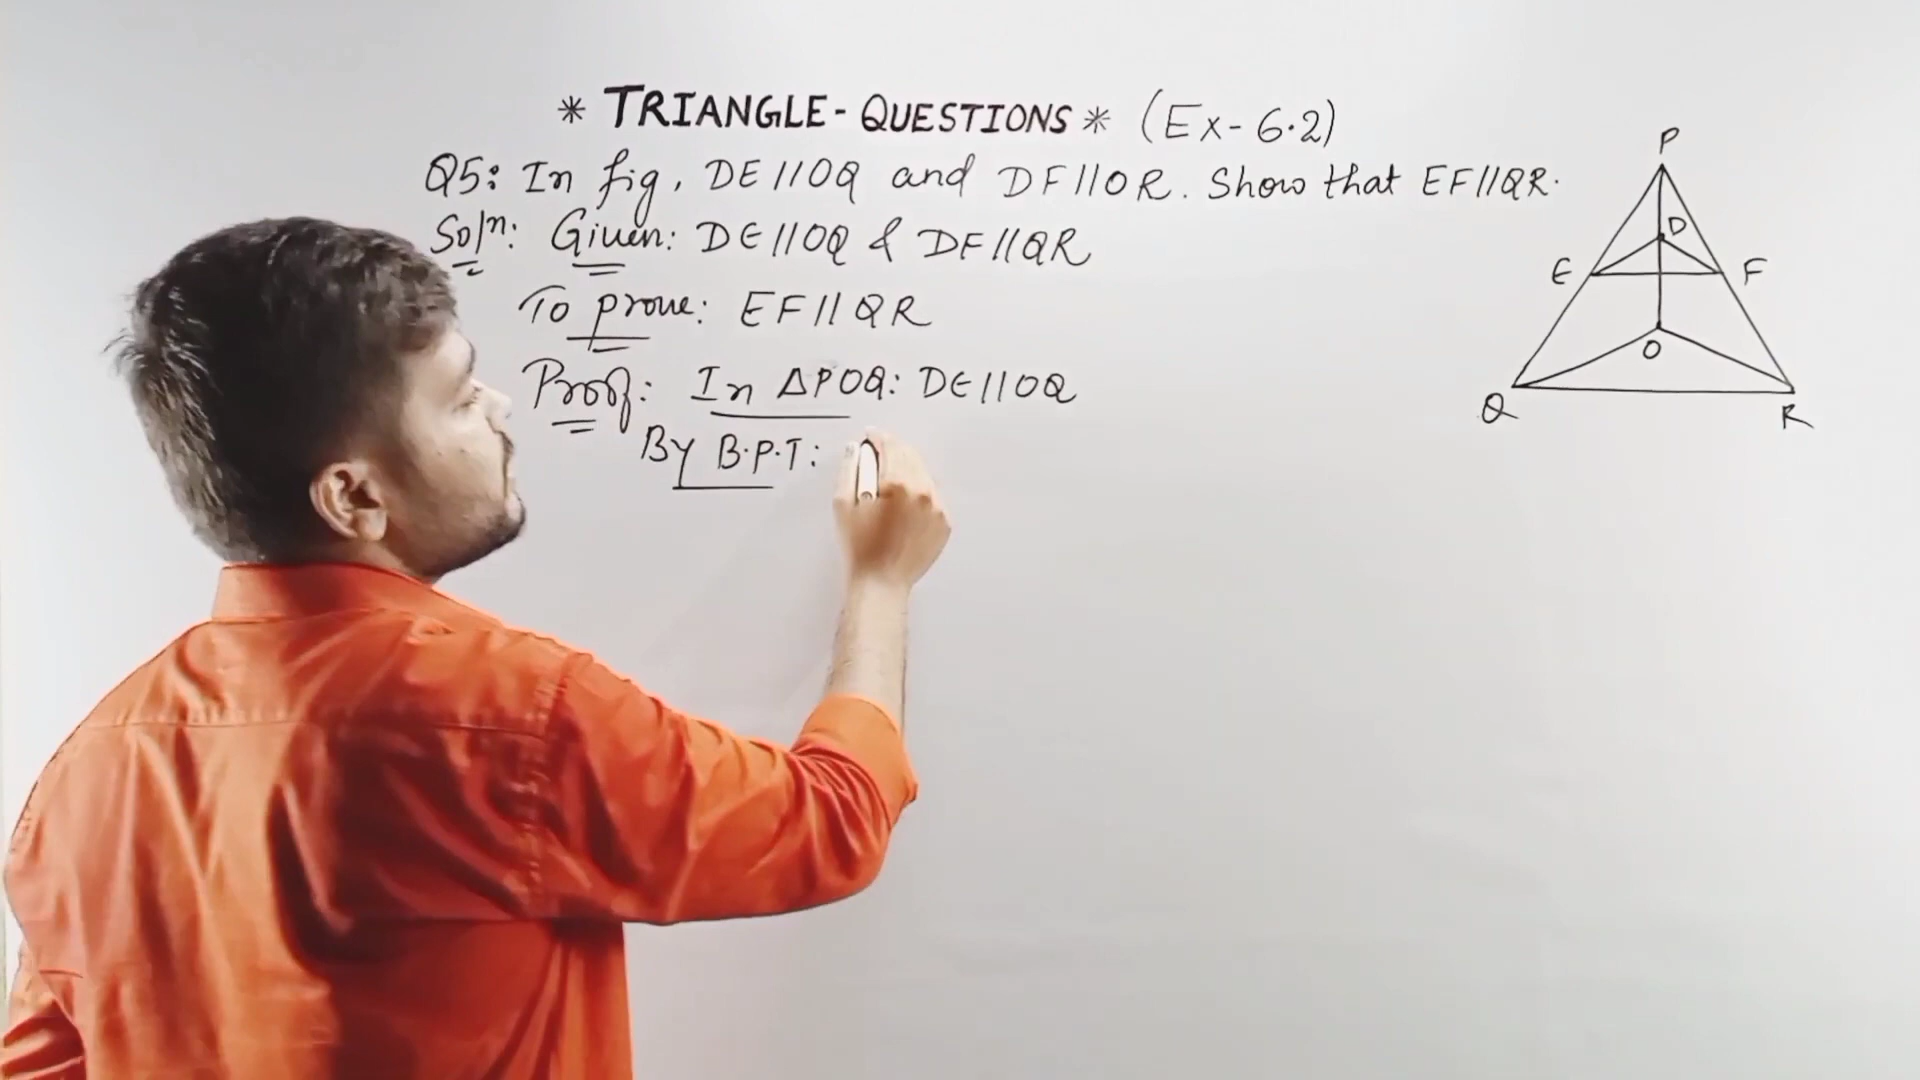 * TRIANGLE - QUESTIONS * (Ex- 6.2)
Q5: In fig, DE//OQ and DF//OR. Show that EF//QR.
Soln: Given: DE//OQ & DF//QR
To prove: EF//QR
Proof: In ΔPOQ: DE//OQ
By B.P.T:
P
D
E F
O
Q R